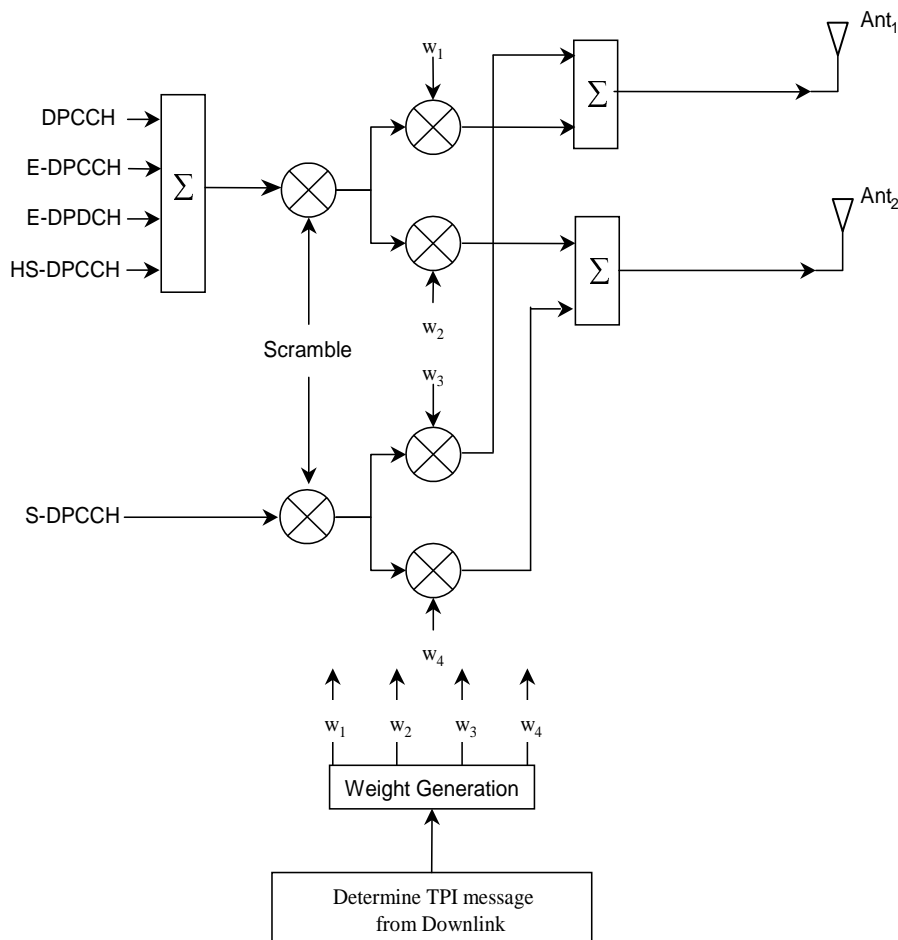 Ant1
w1
Σ
DPCCH
E-DPCCH
Σ
E-DPDCH
HS-DPCCH
Ant2
Σ
w2
Scramble
w3
S-DPCCH
w4
w1 w2 w3 w4
Weight Generation
Determine TPI message
from Downlink